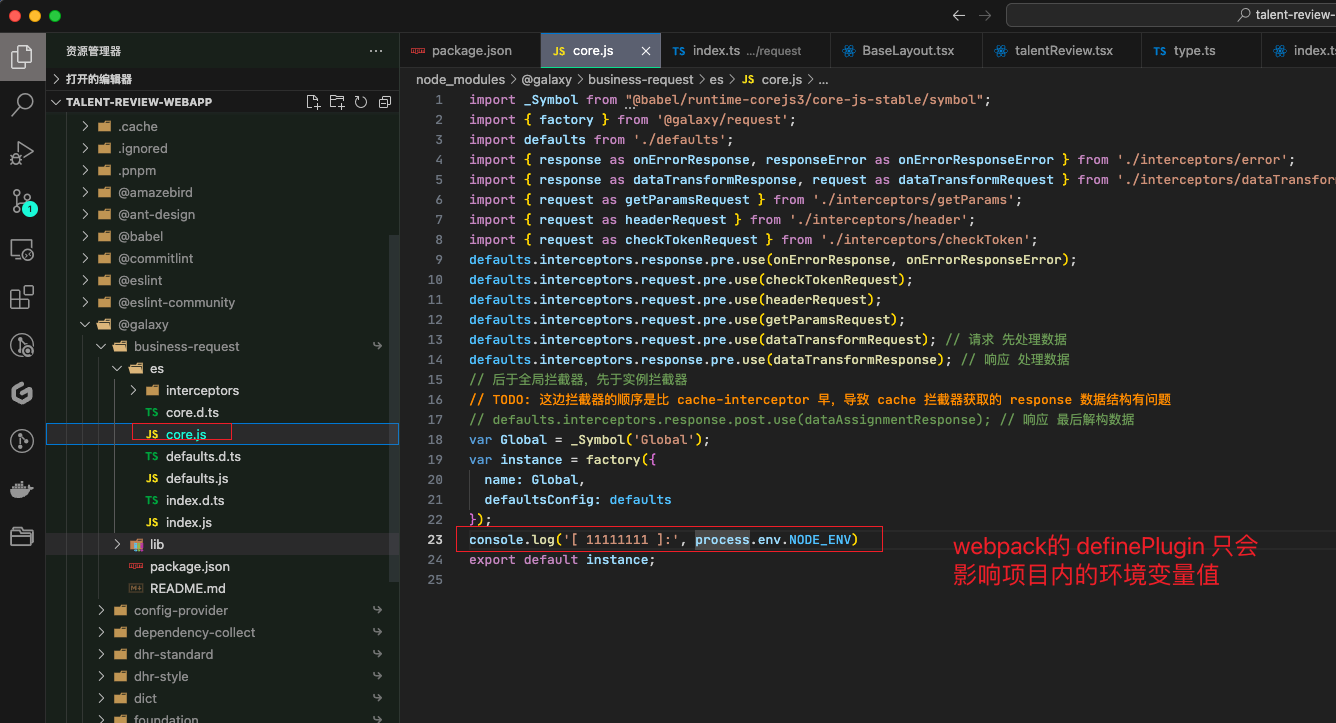 talent-review-
资源管理器
打开的编辑器
TALENT-REVIEW-WEBAPP
.cache
.ignored
.pnpm
@amazebird
@ant-design
@babel
@commitlint
@eslint
@eslint-community
@galaxy
business-request
es
interceptors
TS core.d.ts
JS core.js
TS defaults.d.ts
JS defaults.js
TS index.d.ts
JS index.js
lib
package.json
README.md
config-provider
dependency-collect
dhr-standard
dhr-style
dict
foundation
1
package.json
JS core.js
TS index.ts .../request
BaseLayout.tsx
talentReview.tsx
TS type.ts
index.t
node_modules > @galaxy > business-request > es > JS core.js > ...
1 import _Symbol from "@babel/runtime-corejs3/core-js-stable/symbol";
2 import { factory } from '@galaxy/request';
3 import defaults from './defaults';
4 import { response as onErrorResponse, responseError as onErrorResponseError } from './interceptors/error';
5 import { response as dataTransformResponse, request as dataTransformRequest } from './interceptors/dataTransfor
6 import { request as getParamsRequest } from './interceptors/getParams';
7 import { request as headerRequest } from './interceptors/header';
8 import { request as checkTokenRequest } from './interceptors/checkToken';
9 defaults.interceptors.response.pre.use(onErrorResponse, onErrorResponseError);
10 defaults.interceptors.request.pre.use(checkTokenRequest);
11 defaults.interceptors.request.pre.use(headerRequest);
12 defaults.interceptors.request.pre.use(getParamsRequest);
13 defaults.interceptors.request.pre.use(dataTransformRequest); // 请求 先处理数据
14 defaults.interceptors.response.pre.use(dataTransformResponse); // 响应 处理数据
15 // 后于全局拦截器，先于实例拦截器
16 // TODO: 这边拦截器的顺序是比 cache-interceptor 早，导致 cache 拦截器获取的 response 数据结构有问题
17 // defaults.interceptors.response.post.use(dataAssignmentResponse); // 响应 最后解构数据
18 var Global = _Symbol('Global');
19 var instance = factory({
20 name: Global,
21 defaultsConfig: defaults
22 });
23 console.log('[ 11111111 ]:', process.env.NODE_ENV)
24 export default instance;
25
webpack的 definePlugin 只会
影响项目内的环境变量值